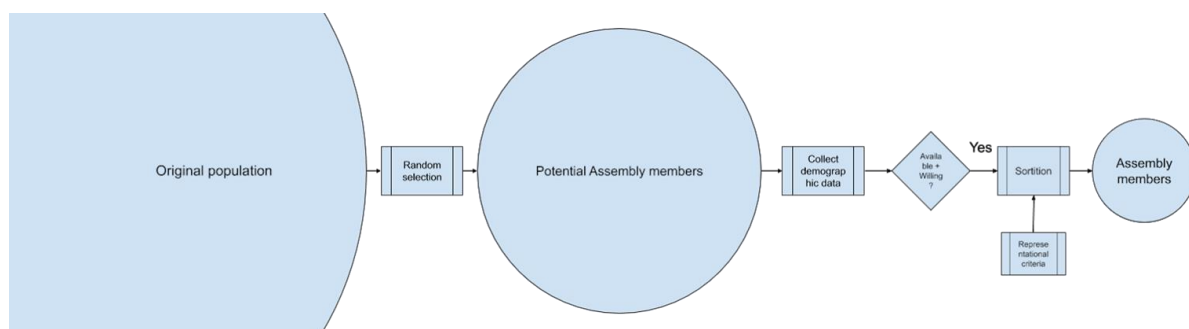 Original population
Random
selection
Potential Assembly members
Collect
demograp
hic data
Availa
ble +
Willing
?
Yes
Sortition
Represe
ntational
criteria
Assembly
members